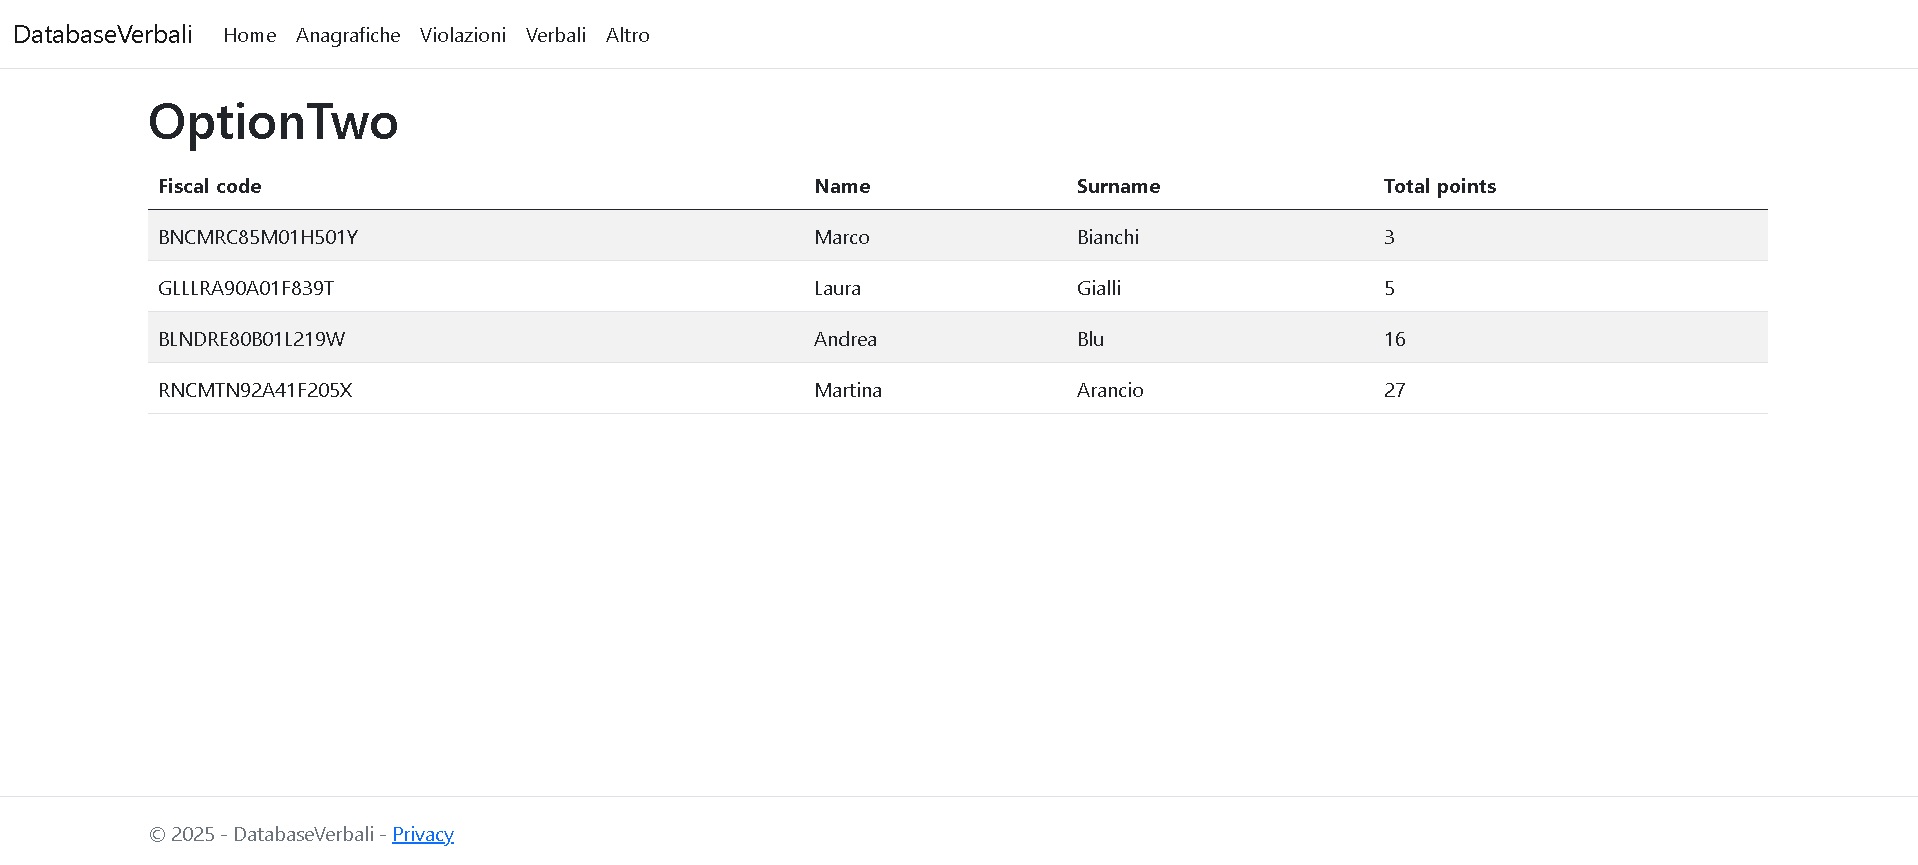 DatabaseVerbali Home Anagrafiche Violazioni Verbali Altro
OptionTwo
Fiscal code Name Surname Total points
BNCMRC85M01H501Y Marco Bianchi 3
GLLLRA90A01F839T Laura Gialli 5
BLNDRE80B01L219W Andrea Blu 16
RNCMTN92A41F205X Martina Arancio 27
© 2025 - DatabaseVerbali - Privacy